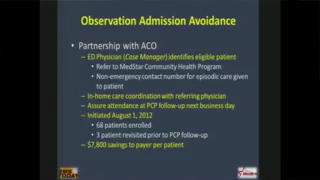 Observation Admission Avoidance
• Partnership with ACO
– ED Physician (Case Manager) identifies eligible patient
• Refer to MedStar Community Health Program
• Non-emergency contact number for episodic care given
to patient
– In-home care coordination with referring physician
– Assure attendance at PCP follow-up next business day
– Initiated August 1, 2012
• 68 patients enrolled
• 3 patient revisited prior to PCP follow-up
– $7,800 savings to payer per patient
TODAY